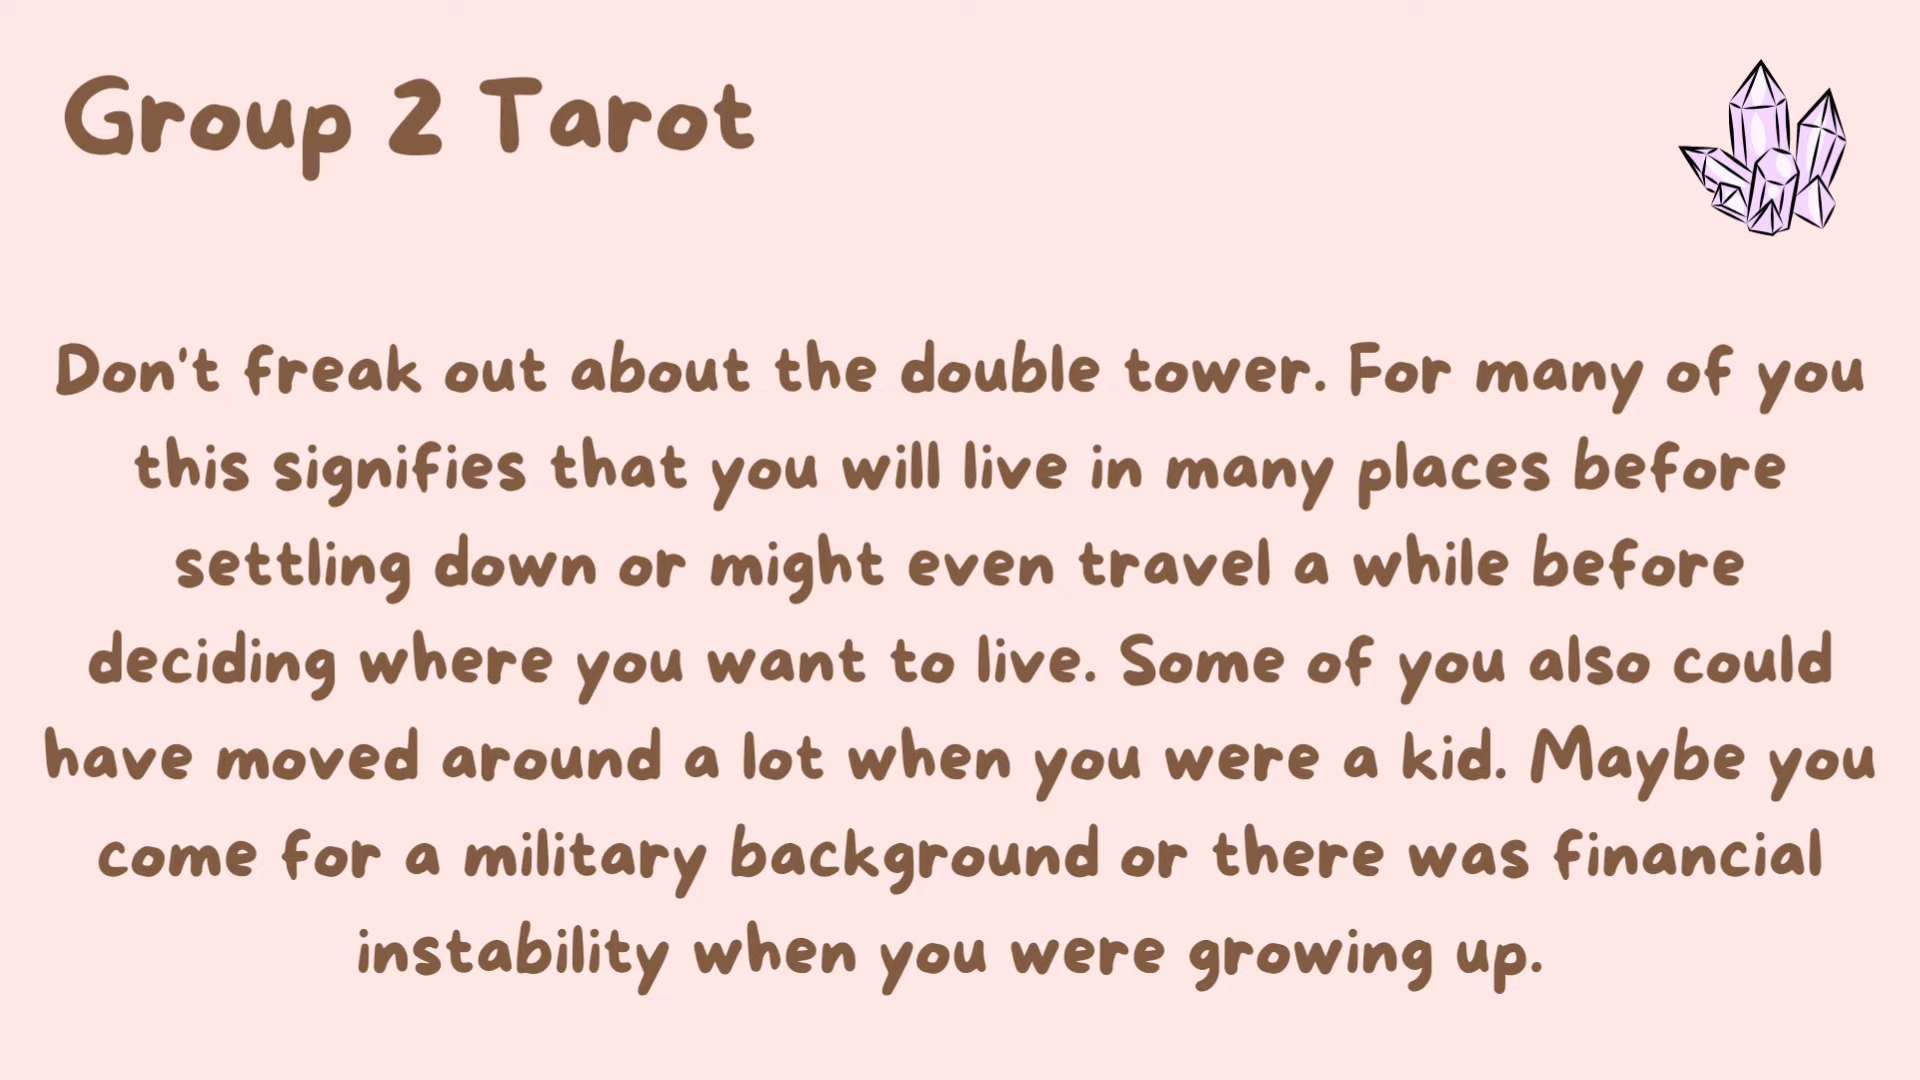 Group 2 Tarot
Don't freak out about the double tower. For many of you
this signifies that you will live in many places before
settling down or might even travel a while before
deciding where you want to live. Some of you also could
have moved around a lot when you were a kid. Maybe you
come for a military background or there was financial
instability when you were growing up.